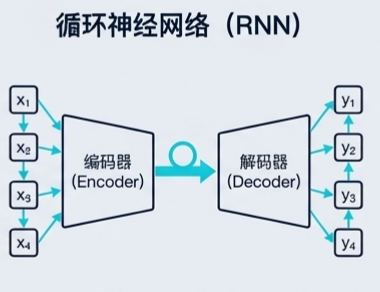 循环神经网络（RNN）
x₁
x₂
x₃
x₄
编码器
(Encoder)
解码器
(Decoder)
y₁
y₂
y₃
y₄